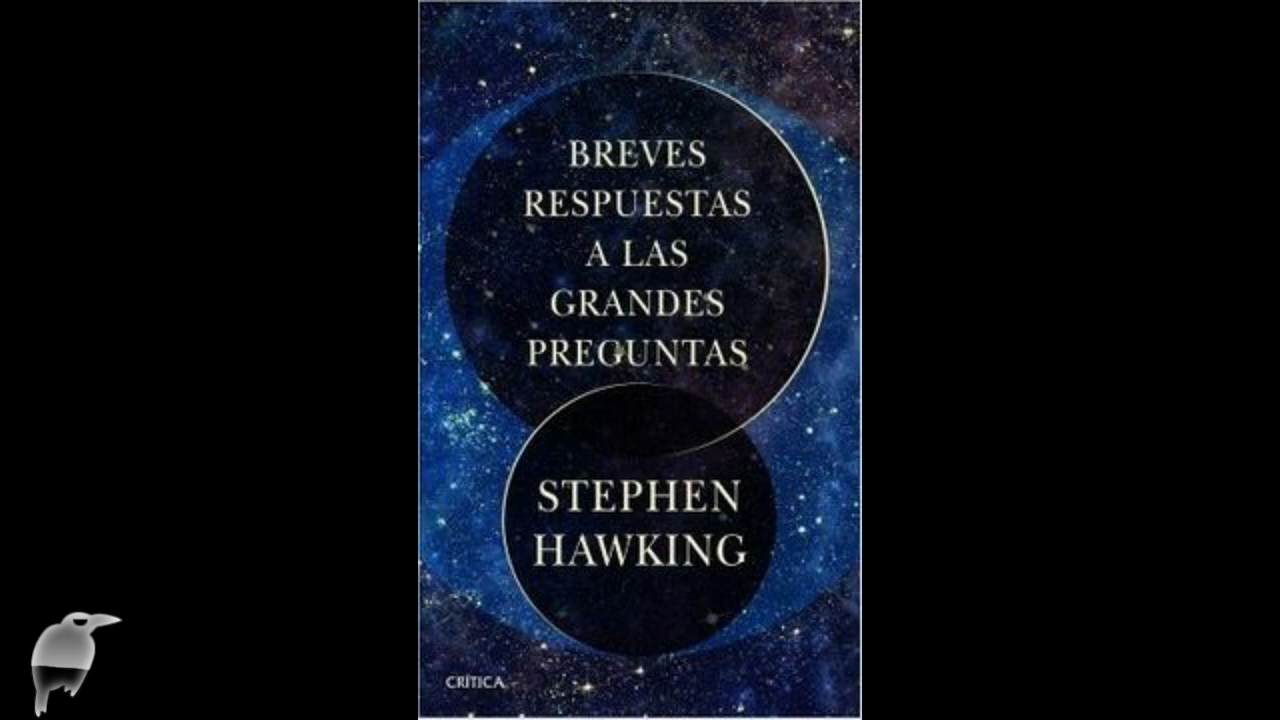 BREVES
RESPUESTAS
A LAS
GRANDES
PREGUNTAS
STEPHEN
HAWKING
CRÍTICA